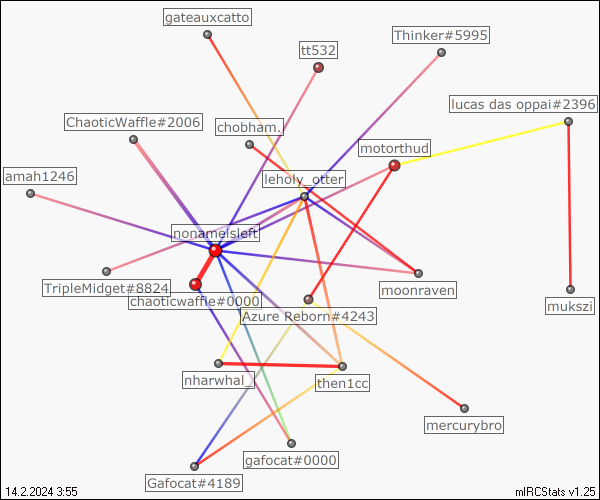 gateauxcatto
tt532
Thinker#5995
lucas das oppai#2396
ChaoticWaffle#2006
chobham.
motorthud
amah1246
leholy_otter
nonameisleft
TripleMidget#8824
chaoticwaffle#0000
moonraven
mukszi
Azure Reborn#4243
nharwhal_
then1cc
mercurybro
gafocat#0000
Gafocat#4189
14.2.2024 3:55
mIRCStats v1.25